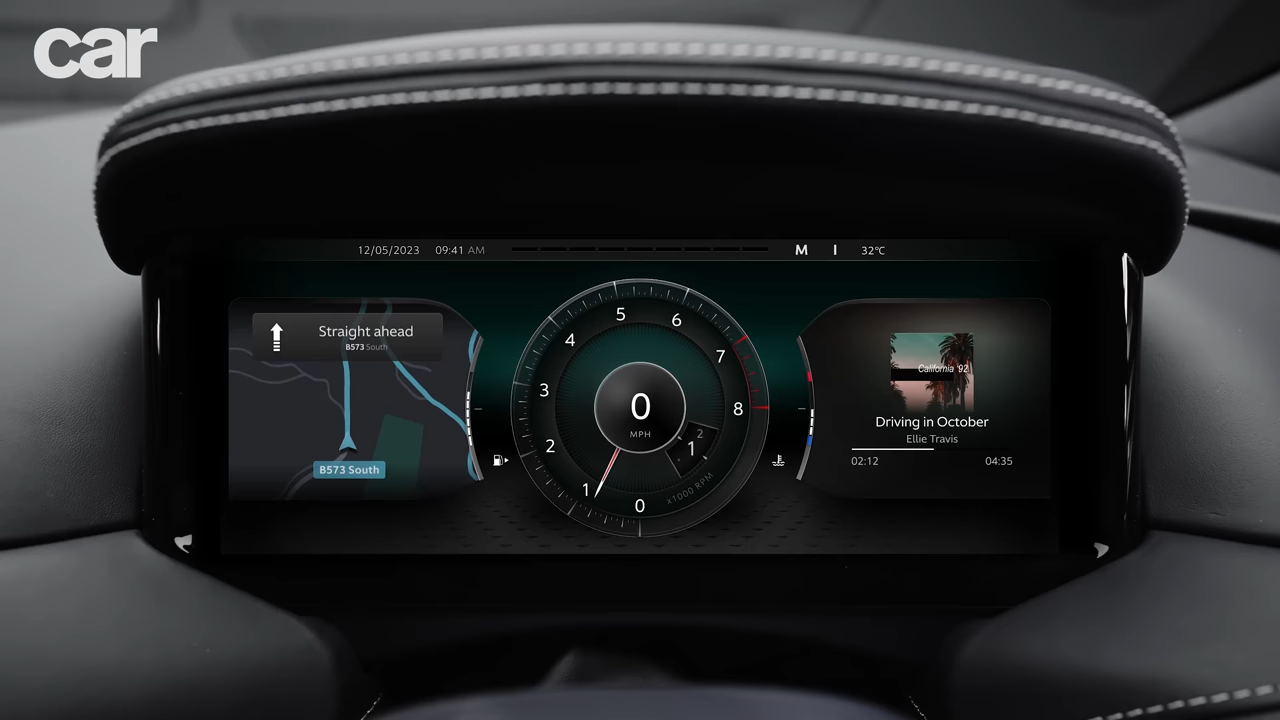 car
12/05/2023 09:41 AM M I 32°C
Straight ahead
B573 South
B573 South
0
1
2
3
4
5
6
7
8
x1000 RPM
0
MPH
2
1
California '92
Driving in October
Ellie Travis
02:12 04:35